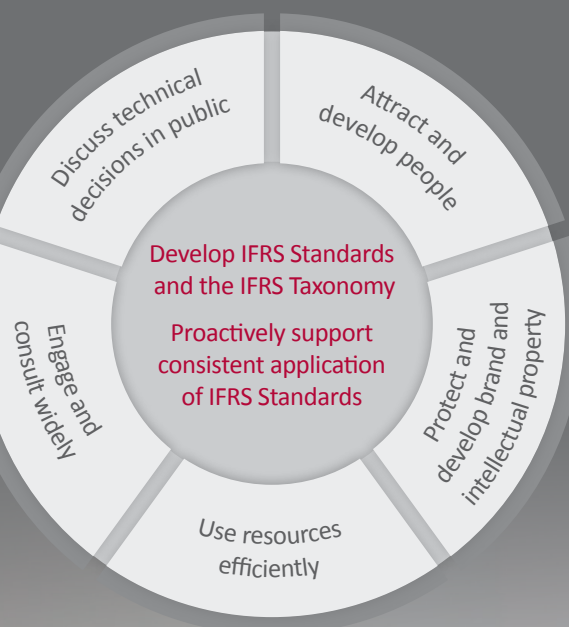 Discuss technical
decisions in public
Attract and
develop people
Develop IFRS Standards
and the IFRS Taxonomy
Proactively support
consistent application
of IFRS Standards
Engage and
consult widely
Protect and
develop brand and
intellectual property
Use resources
efficiently